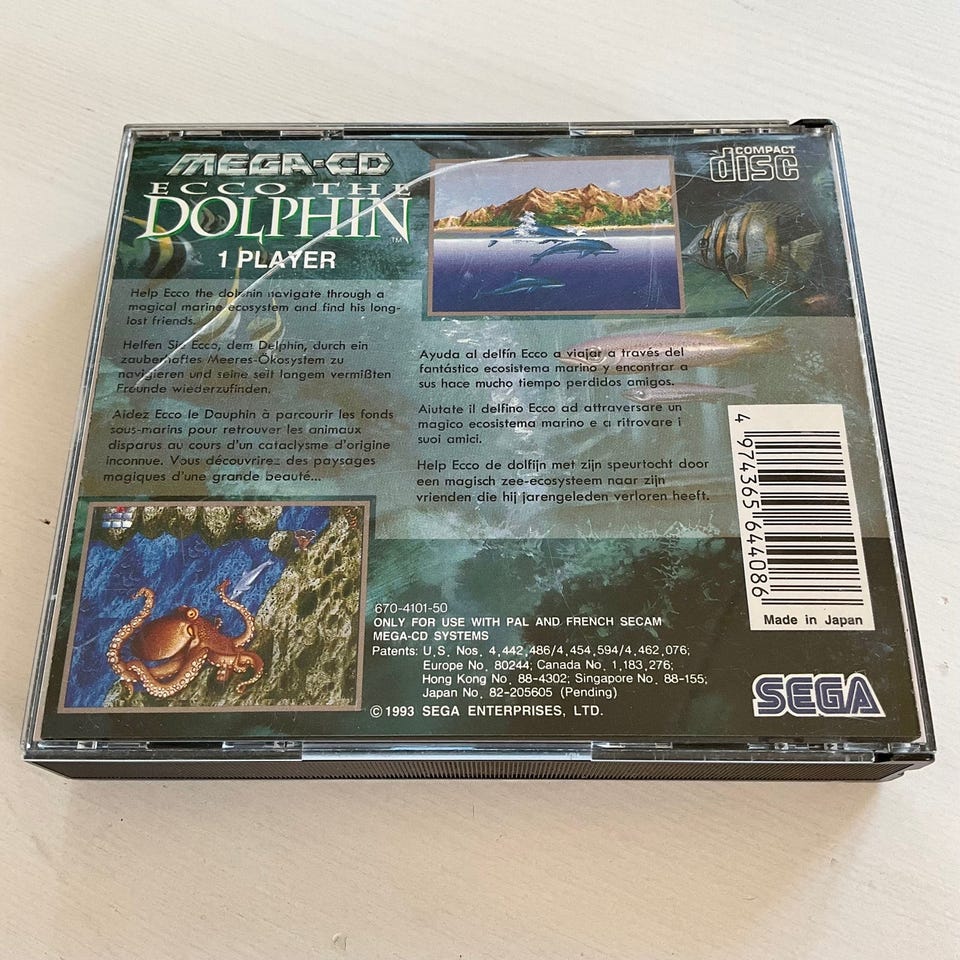 MEGA-CD
ECCO THE
DOLPHIN™
1 PLAYER
COMPACT
disc
Help Ecco the dolphin navigate through a
magical marine ecosystem and find his long-
lost friends.
Helfen Sie Ecco, dem Delphin, durch ein
zauberhaftes Meeres-Ökosystem zu
navigieren und seine seit langem vermißten
Freunde wiederzufinden.
Aidez Ecco le Dauphin à parcourir les fonds
sous-marins pour retrouver les animaux
disparus au cours d'un cataclysme d'origine
inconnue. Vous découvrirez des paysages
magiques d'une grande beauté...
Ayuda al delfín Ecco a viajar a través del
fantástico ecosistema marino y encontrar a
sus hace mucho tiempo perdidos amigos.
Aiutate il delfino Ecco ad attraversare un
magico ecosistema marino e a ritrovare i
suoi amici.
Help Ecco de dolfijn met zijn speurtocht door
een magisch zee-ecosysteem naar zijn
vrienden die hij jarengeleden verloren heeft.
4 974365 644086
Made in Japan
670-4101-50
ONLY FOR USE WITH PAL AND FRENCH SECAM
MEGA-CD SYSTEMS
Patents: U.S. Nos. 4,442,486/4,454,594/4,462,076;
Europe No. 80244; Canada No. 1,183,276;
Hong Kong No. 88-4302; Singapore No. 88-155;
Japan No. 82-205605 (Pending)
©1993 SEGA ENTERPRISES, LTD.
SEGA